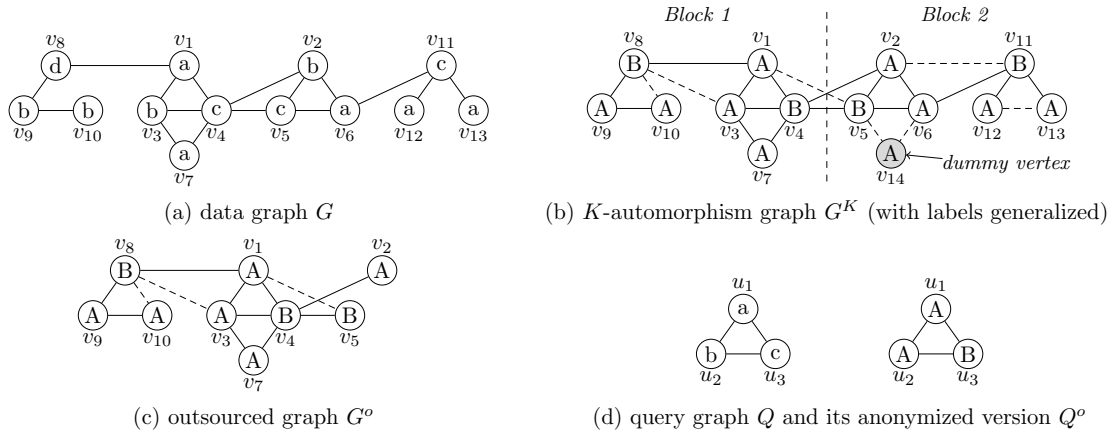 Block 1 Block 2
v8 v1 v2 v11
d a b c
b b b c c a a a
v9 v10 v3 v4 v5 v6 v12 v13
a
v7
(a) data graph G
v8 v1 v2 v11
B A A B
A A A B B A A A
v9 v10 v3 v4 v5 v6 v12 v13
A A
v7 v14
dummy vertex
(b) K-automorphism graph G^K (with labels generalized)
v8 v1 v2
B A A
A A A B B
v9 v10 v3 v4 v5
A
v7
(c) outsourced graph G^o
u1 u1
a A
b c A B
u2 u3 u2 u3
(d) query graph Q and its anonymized version Q^o